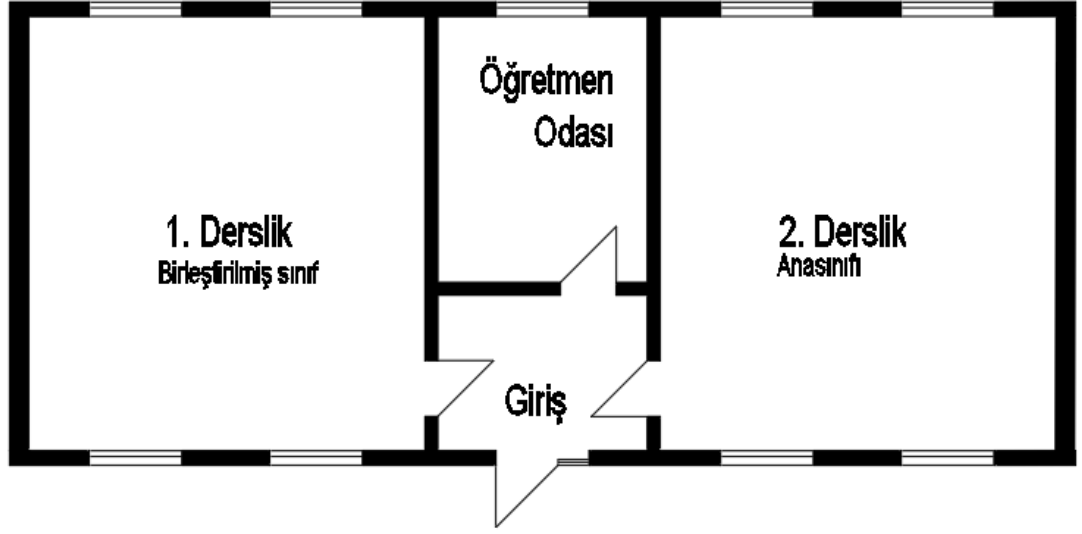 Öğretmen
Odası
1. Derslik
Birleştirilmiş sınıf
2. Derslik
Anasınıfı
Giriş